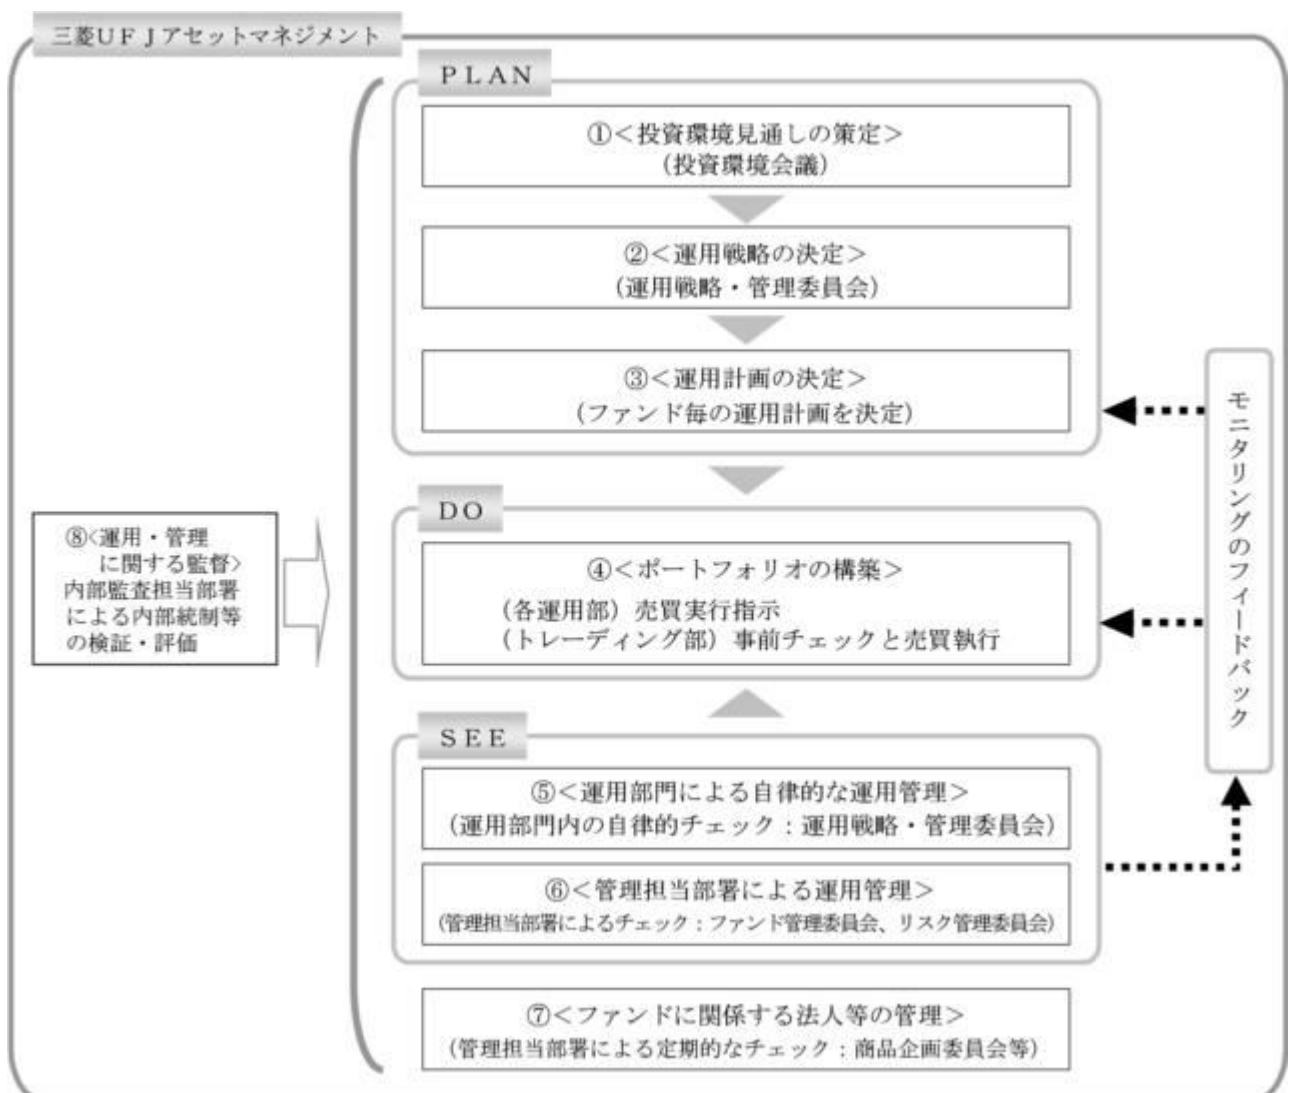 三菱UFJアセットマネジメント
PLAN
①＜投資環境見通しの策定＞
(投資環境会議)
②＜運用戦略の決定＞
(運用戦略・管理委員会)
③＜運用計画の決定＞
(ファンド毎の運用計画を決定)
DO
④＜ポートフォリオの構築＞
(各運用部) 売買実行指示
(トレーディング部) 事前チェックと売買執行
SEE
⑤＜運用部門による自律的な運用管理＞
(運用部門内の自律的チェック：運用戦略・管理委員会)
⑥＜管理担当部署による運用管理＞
(管理担当部署によるチェック：ファンド管理委員会、リスク管理委員会)
⑦＜ファンドに関係する法人等の管理＞
(管理担当部署による定期的なチェック：商品企画委員会等)
⑧<運用・管理
に関する監督>
内部監査担当部署
による内部統制等
の検証・評価
モニタリングのフィードバック